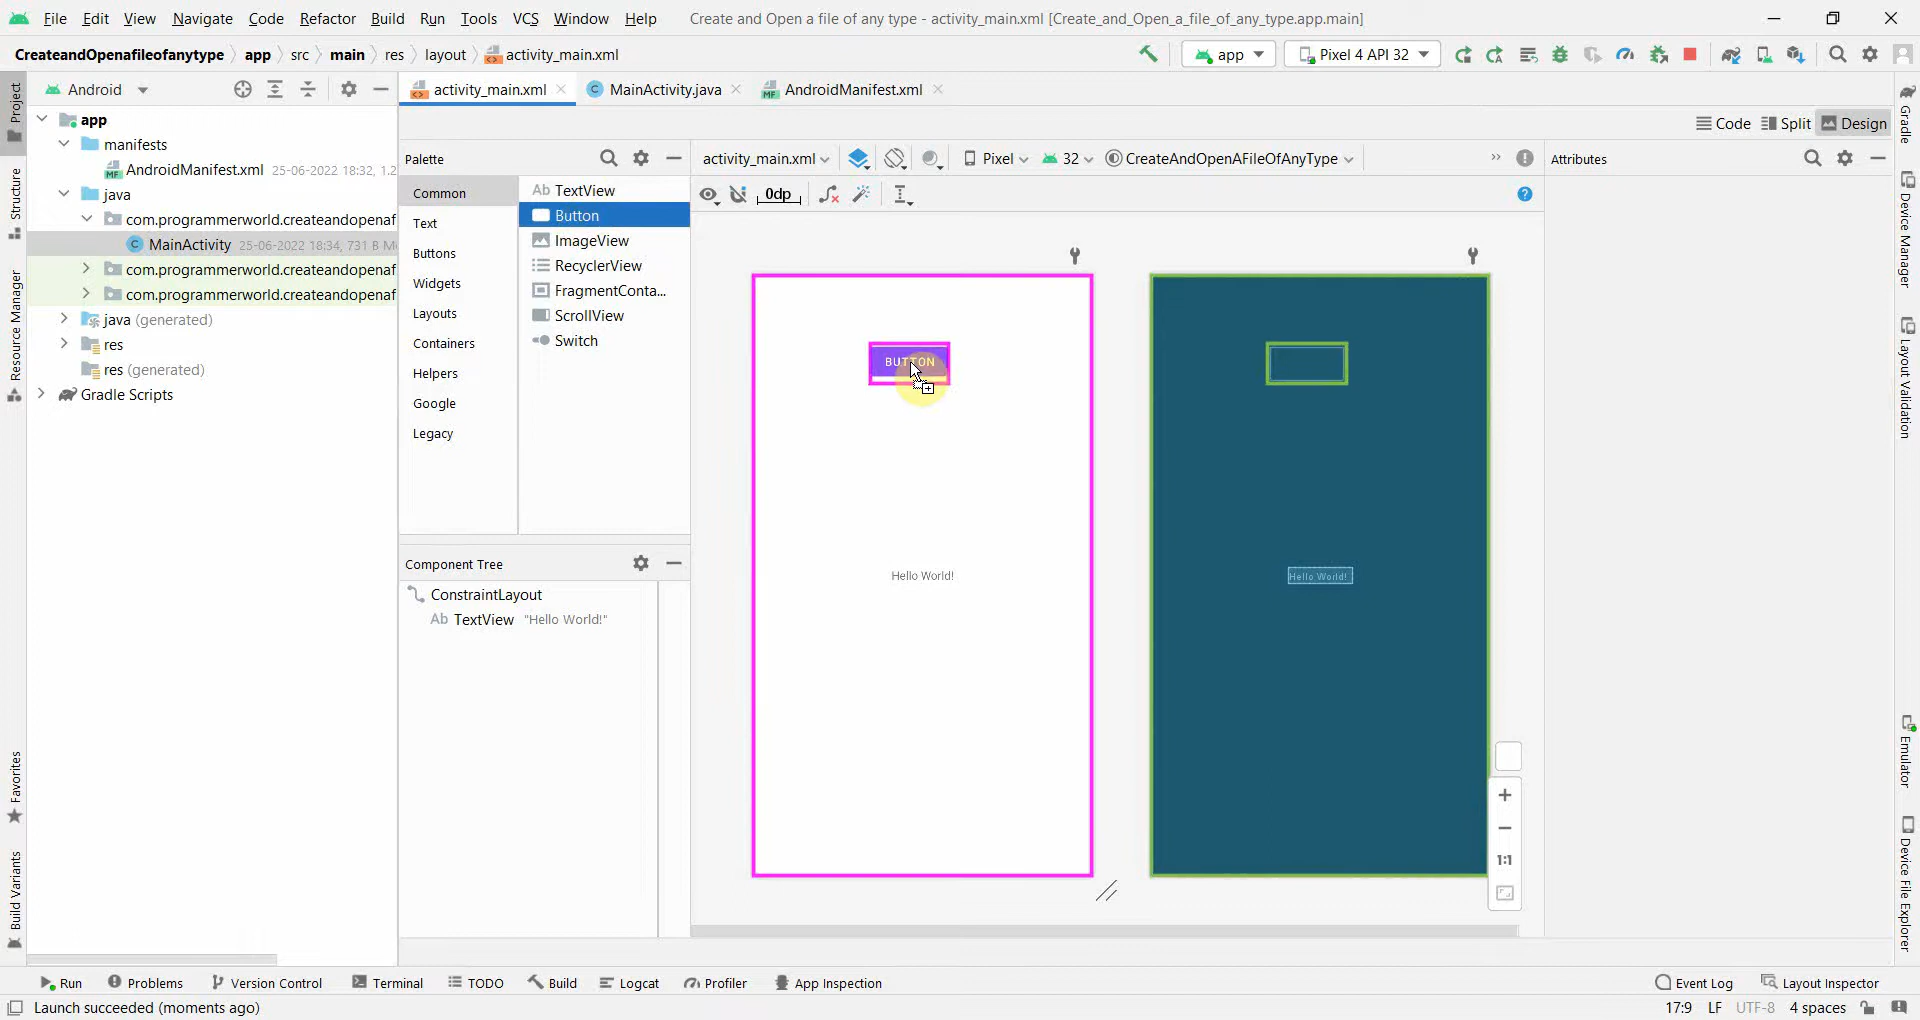 File Edit View Navigate Code Refactor Build Run Tools VCS Window Help Create and Open a file of any type - activity_main.xml [Create_and_Open_a_file_of_any_type.app.main]
CreateandOpenafileofanytype app src main res layout activity_main.xml app Pixel 4 API 32
Project
Structure
Resource Manager
Favorites
Build Variants
Android
app
manifests
AndroidManifest.xml 25-06-2022 18:32, 1.2
java
com.programmerworld.createandopenaf
MainActivity 25-06-2022 18:34, 731 B M
com.programmerworld.createandopenaf
com.programmerworld.createandopenaf
java (generated)
res
res (generated)
Gradle Scripts
activity_main.xml MainActivity.java AndroidManifest.xml
Code Split Design
Palette
Common
Text
Buttons
Widgets
Layouts
Containers
Helpers
Google
Legacy
Ab TextView
Button
ImageView
RecyclerView
FragmentConta...
ScrollView
Switch
Component Tree
ConstraintLayout
Ab TextView "Hello World!"
activity_main.xml Pixel 32 CreateAndOpenAFileOfAnyType
0dp
BUTTON
Hello World!
Hello World!
1:1
Attributes
Gradle
Device Manager
Layout Validation
Emulator
Device File Explorer
Run Problems Version Control Terminal TODO Build Logcat Profiler App Inspection Event Log Layout Inspector
Launch succeeded (moments ago) 17:9 LF UTF-8 4 spaces